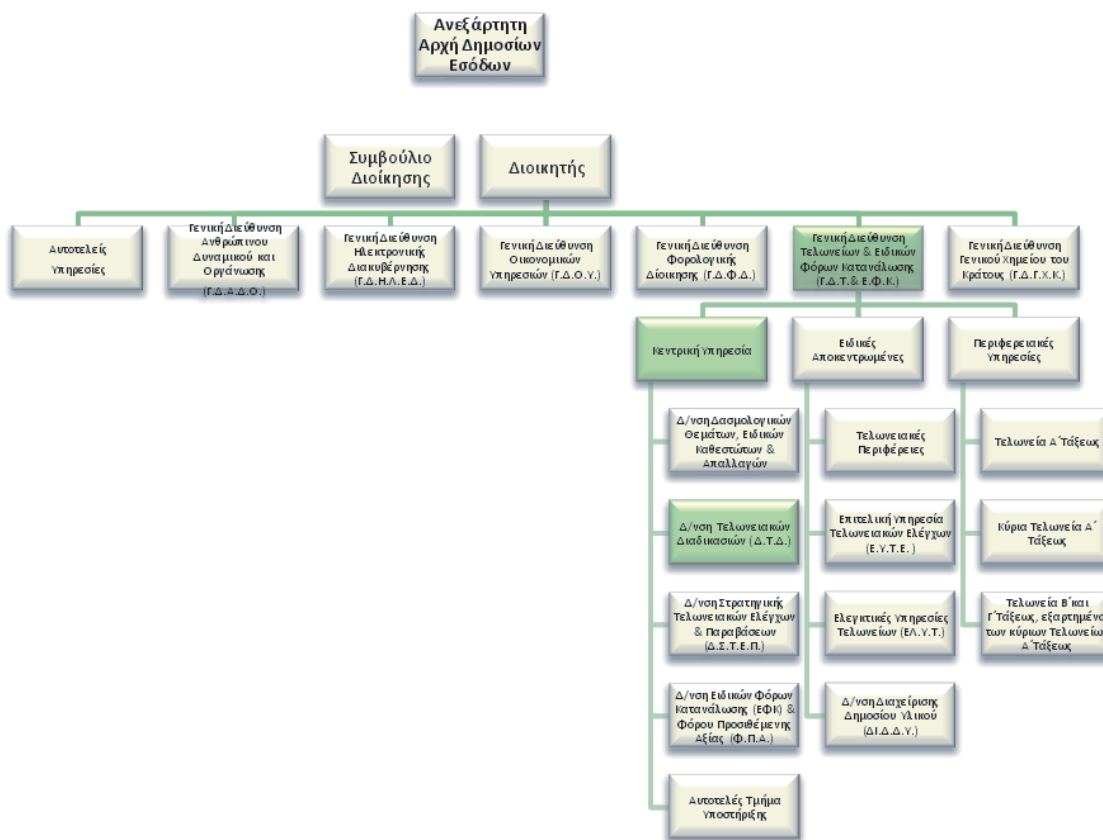 Ανεξάρτητη
Αρχή Δημοσίων
Εσόδων
Συμβούλιο
Διοίκησης
Διοικητής
Αυτοτελείς
Υπηρεσίες
Γενική Διεύθυνση
Ανθρώπινου
Δυναμικού και
Οργάνωσης
(Γ.Δ.Α.Δ.Ο.)
Γενική Διεύθυνση
Ηλεκτρονικής
Διακυβέρνησης
(Γ.Δ.Η.Λ.Ε.Δ.)
Γενική Διεύθυνση
Οικονομικών
Υπηρεσιών (Γ.Δ.Ο.Υ.)
Γενική Διεύθυνση
Φορολογικής
Δίοικησης (Γ.Δ.Φ.Δ.)
Γενική Διεύθυνση
Τελωνείων & Ειδικών
Φόρων Κατανάλωσης
(Γ.Δ.Τ.& Ε.Φ.Κ.)
Γενική Διεύθυνση
Γενικού Χημείου του
Κράτους (Γ.Δ.Γ.Χ.Κ.)
Κεντρική Υπηρεσία
Ειδικές
Αποκεντρωμένες
Περιφερειακές
Υπηρεσίες
Δ/νση Δασμολογικών
Θεμάτων, Ειδικών
Καθεστώτων &
Απαλλαγών
Δ/νση Τελωνειακών
Διαδικασιών (Δ.Τ.Δ.)
Δ/νση Στρατηγικής
Τελωνειακών Ελέγχων
& Παραβάσεων
(Δ.Σ.Τ.Ε.Π.)
Δ/νση Ειδικών Φόρων
Κατανάλωσης (ΕΦΚ) &
Φόρου Προσιθέμενης
Αξίας (Φ.Π.Α.)
Αυτοτελές Τμήμα
Υποστήριξης
Τελωνειακές
Περιφέρειες
Επιτελική Υπηρεσία
Τελωνειακών Ελέγχων
(Ε.Υ.Τ.Ε.)
Ελεγκτικές Υπηρεσίες
Τελωνείων (ΕΛ.Υ.Τ.)
Δ/νση Διαχείρισης
Δημοσίου Υλικού
(ΔΙ.Δ.Δ.Υ.)
Τελωνεία Α΄Τάξεως
Κύρια Τελωνεία Α΄
Τάξεως
Τελωνεία Β΄και
Γ΄Τάξεως, εξαρτημένα
των κύριων Τελωνείων
Α΄Τάξεως